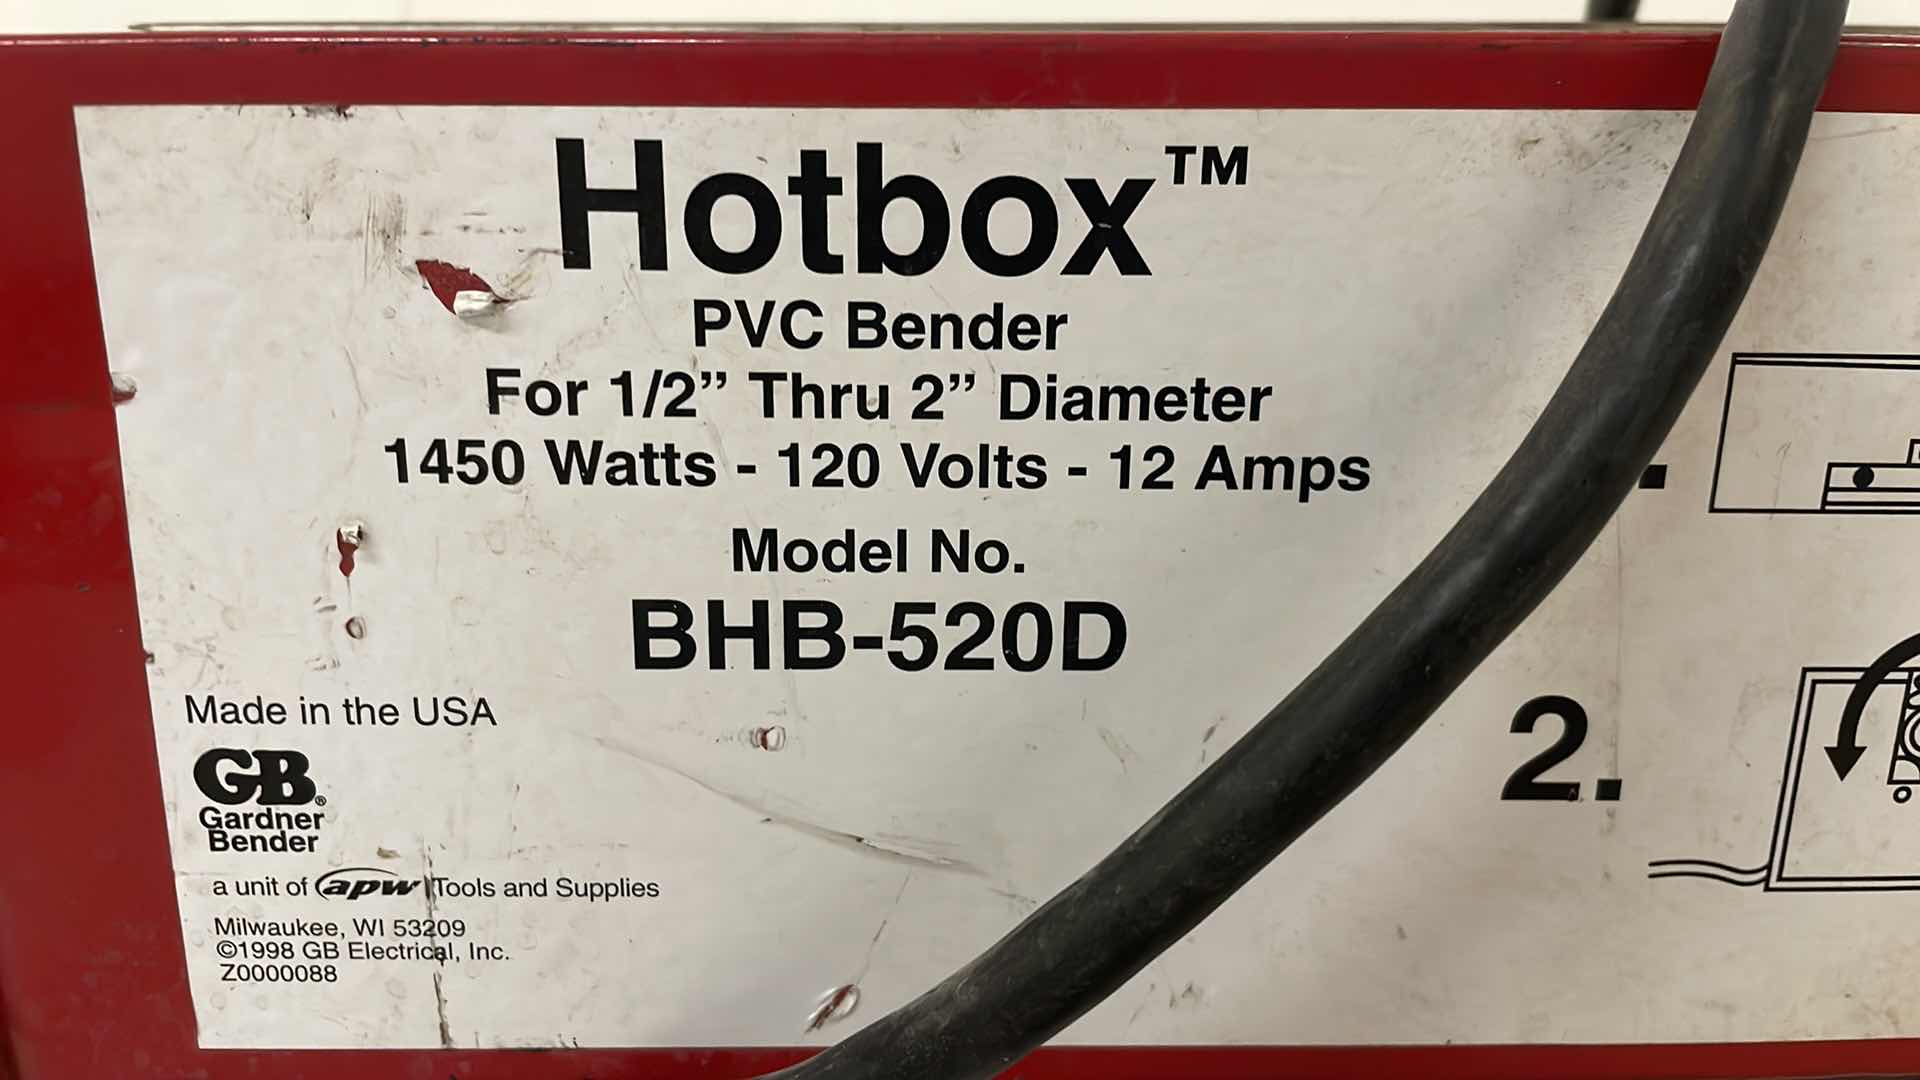 Hotbox™
PVC Bender
For 1/2” Thru 2” Diameter
1450 Watts - 120 Volts - 12 Amps
Model No.
BHB-520D
Made in the USA
GB®
Gardner
Bender
a unit of apw Tools and Supplies
Milwaukee, WI 53209
©1998 GB Electrical, Inc.
Z0000088
2.